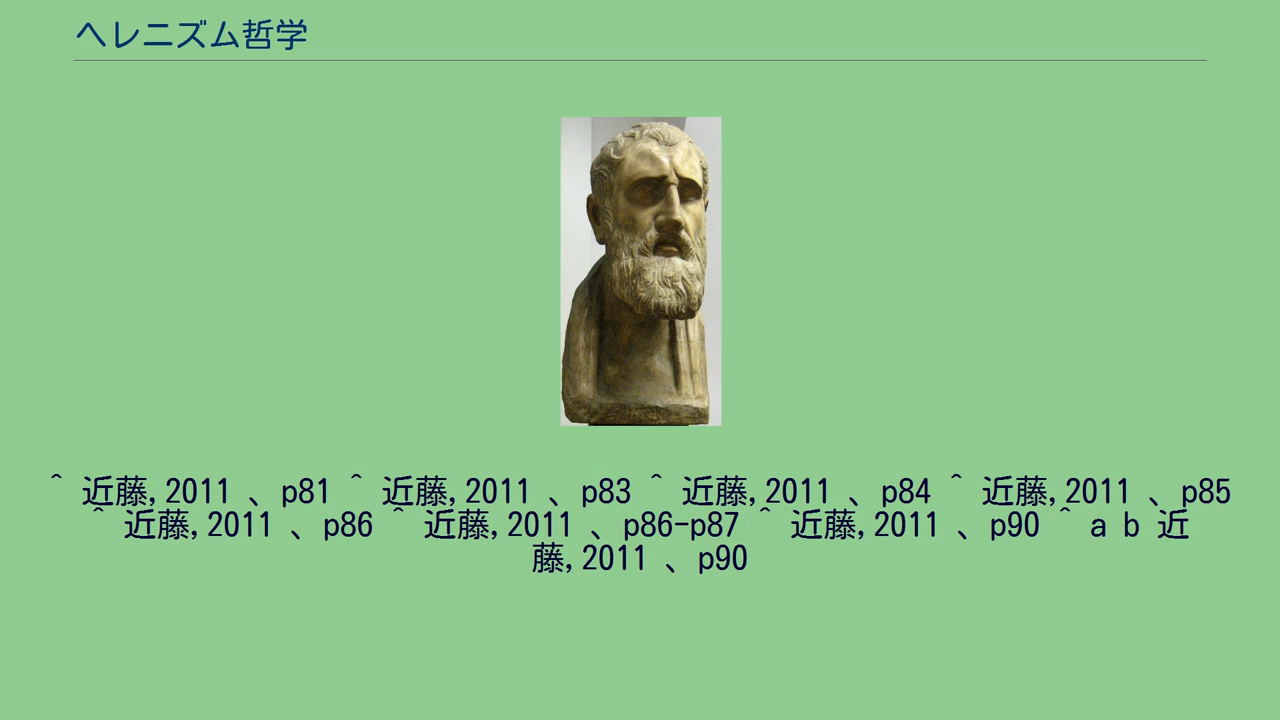 ヘレニズム哲学
^ 近藤,2011 、p81 ^ 近藤,2011 、p83 ^ 近藤,2011 、p84 ^ 近藤,2011 、p85
^ 近藤,2011 、p86 ^ 近藤,2011 、p86-p87 ^ 近藤,2011 、p90 ^ a b 近
藤,2011 、p90